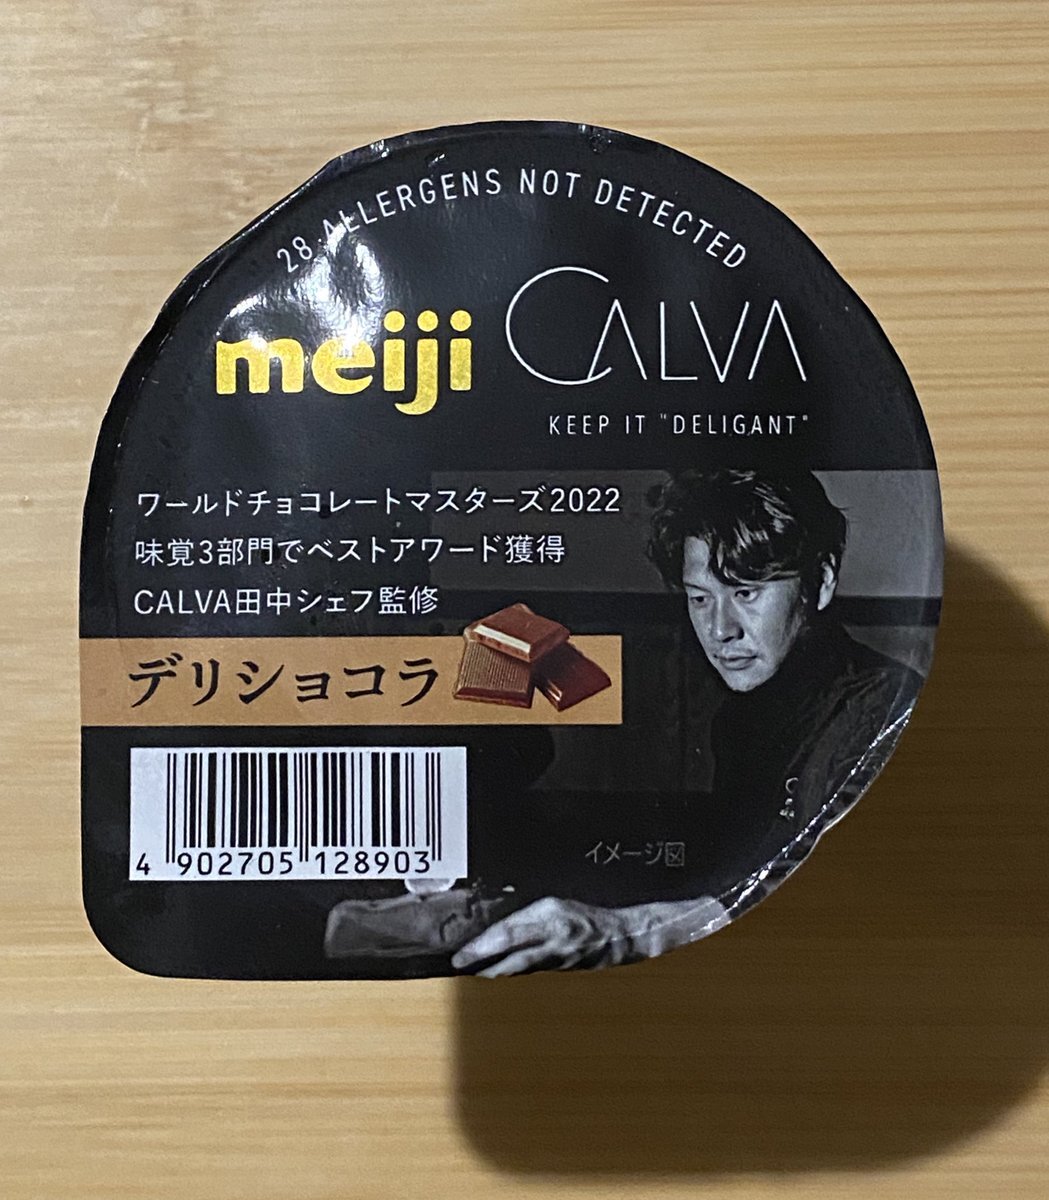 28 ALLERGENS NOT DETECTED
meiji CALVA
KEEP IT "DELIGANT"
ワールドチョコレートマスターズ2022
味覚3部門でベストアワード獲得
CALVA田中シェフ監修
デリショコラ
4 902705 128903
イメージ図